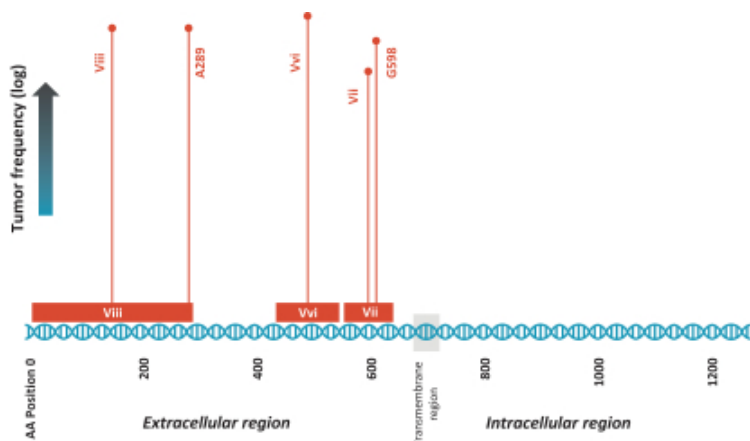 Tumor frequency (log)
Viii
A289
Vvi
Vii
G598
Viii
Vvi
Vii
AA Position 0
200
400
600
800
1000
1200
Extracellular region
ransmembrane
region
Intracellular region